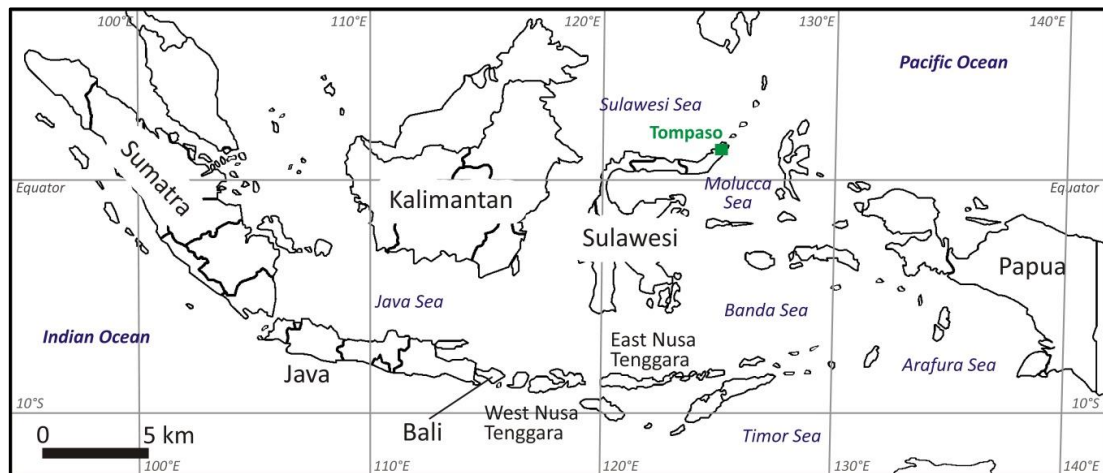 100°E
110°E
120°E
130°E
140°E
Pacific Ocean
Sulawesi Sea
Tompaso
Sumatra
Equator
Kalimantan
Molucca
Sea
Equator
Sulawesi
Papua
Java Sea
Banda Sea
Indian Ocean
East Nusa
Tenggara
Arafura Sea
Java
10°S
West Nusa
Tenggara
10°S
Bali
Timor Sea
0
5 km
100°E
110°E
120°E
130°E
140°E